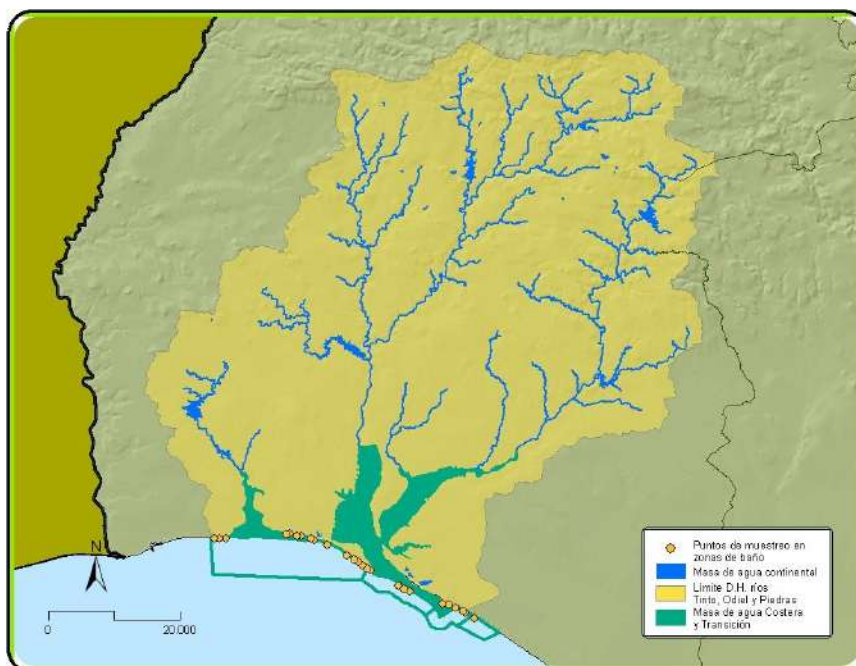 Puntos de muestreo en
zonas de baño
Masa de agua continental
Límite D.H. ríos
Tinto, Odiel y Piedras
Masa de agua Costera
y Transición
N
0
20.000